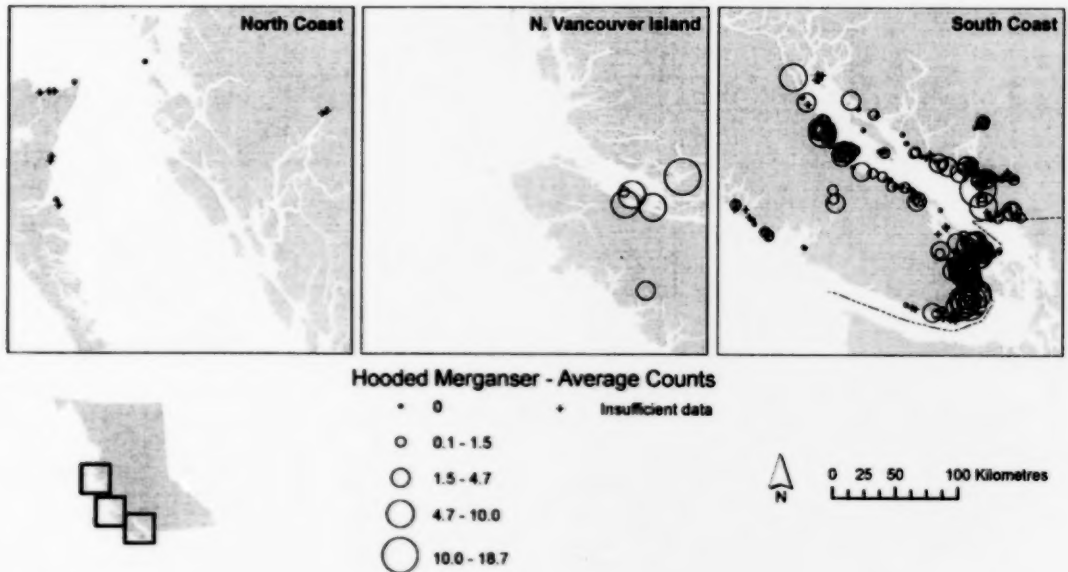 North Coast
N. Vancouver Island
South Coast
Hooded Merganser - Average Counts
0
Insufficient data
0.1 - 1.5
1.5 - 4.7
4.7 - 10.0
10.0 - 18.7
N
0 25 50 100 Kilometres